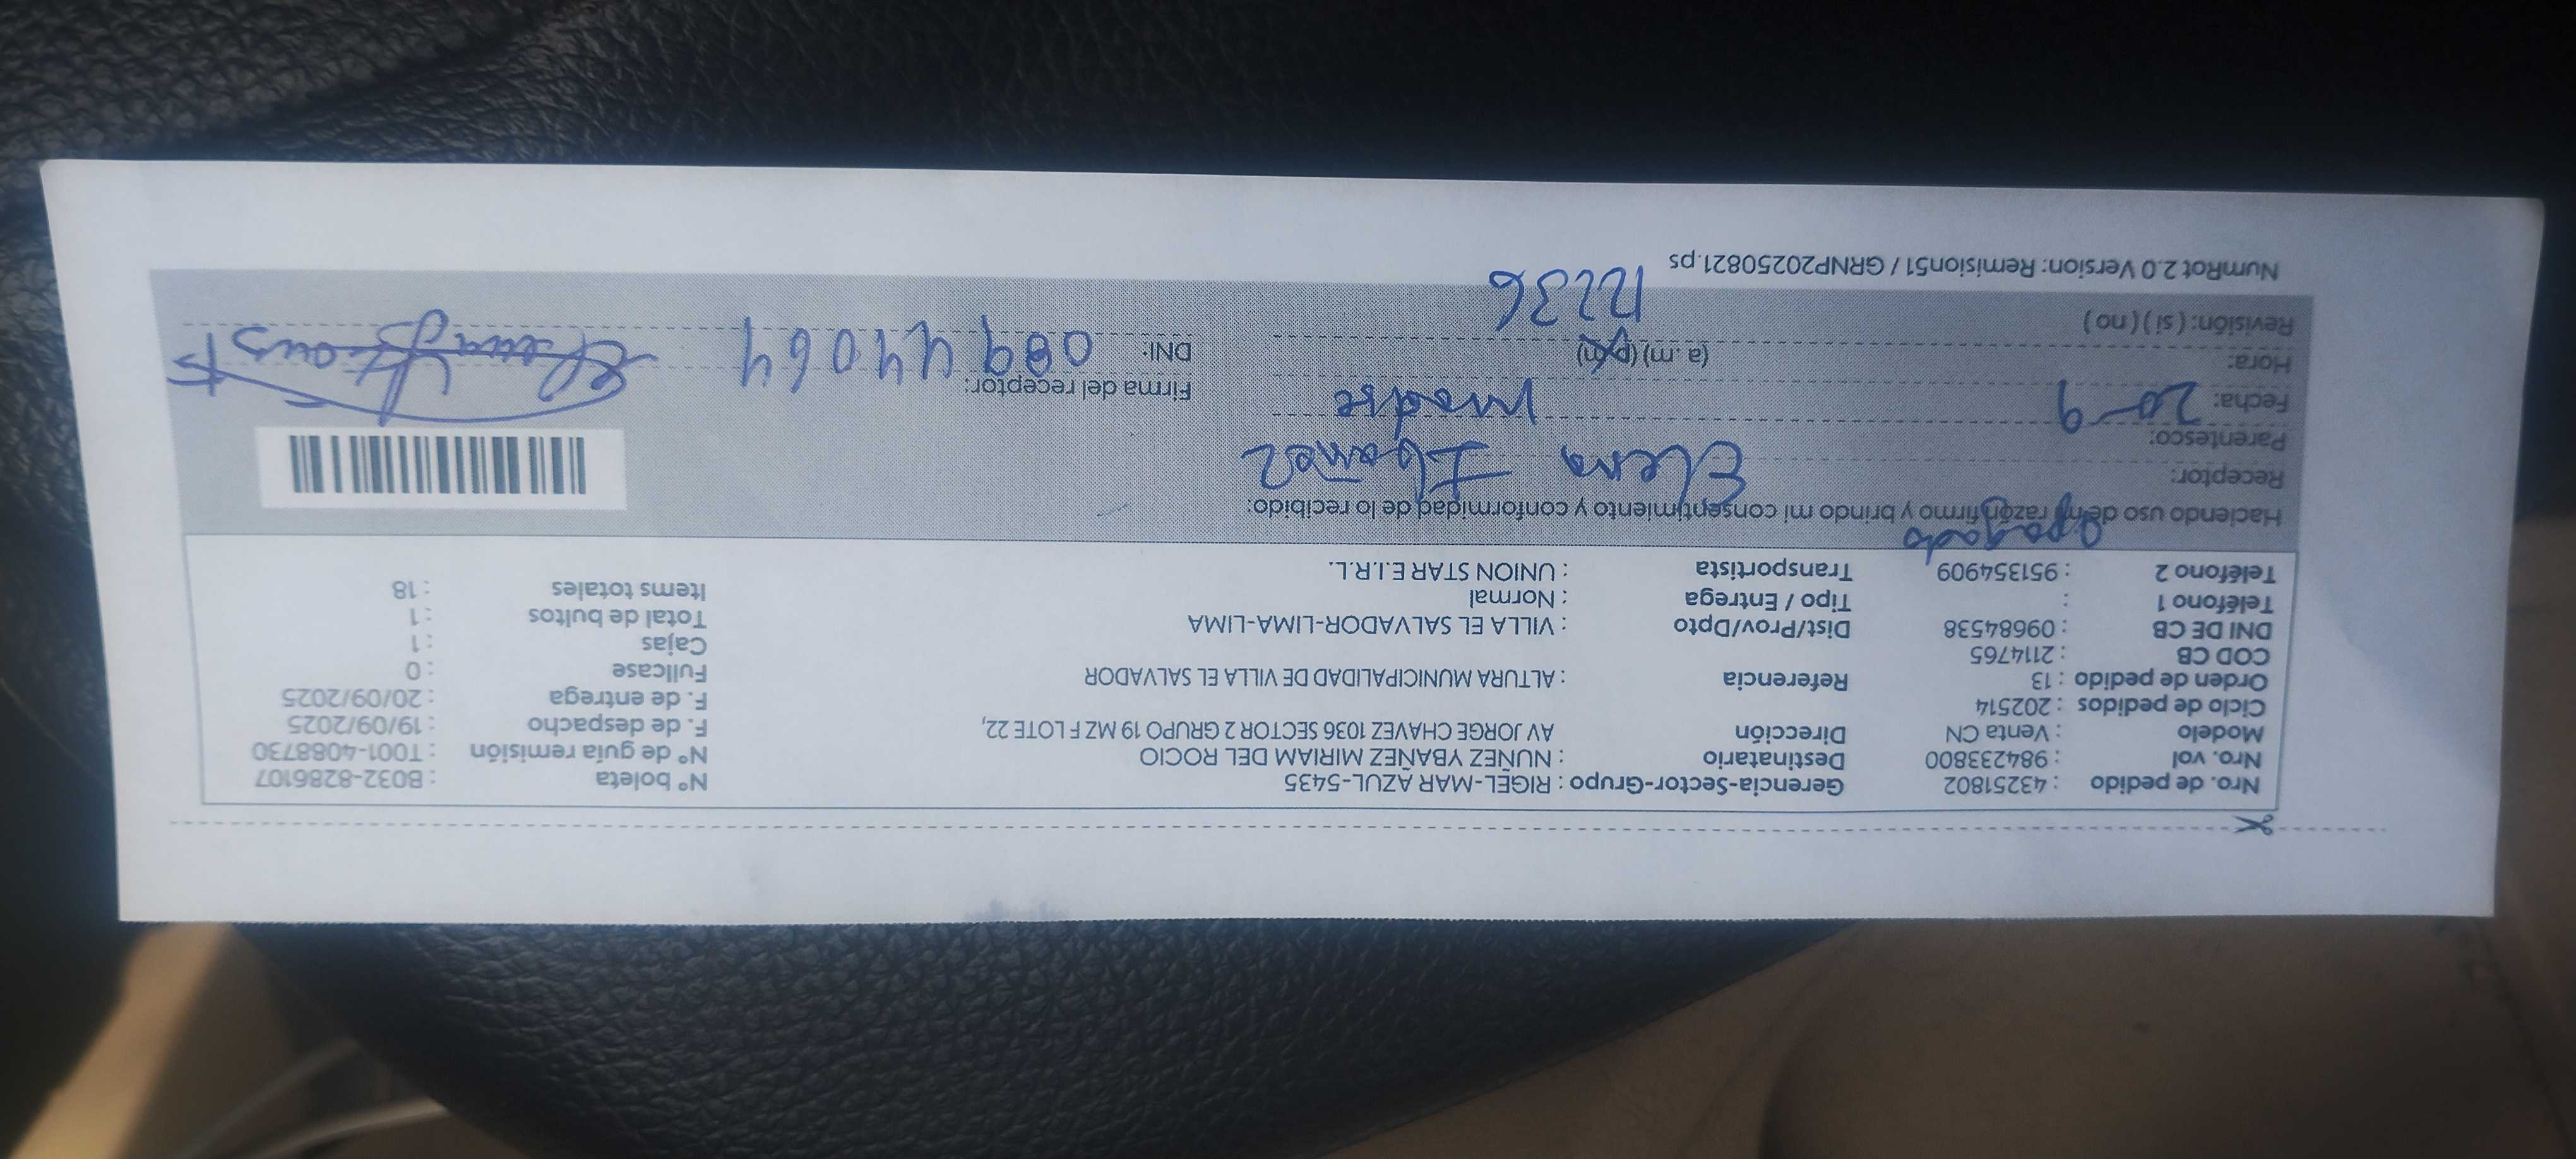 Nro. de pedido : 43251802 Gerencia-Sector-Grupo : RIGEL-MAR AZUL-5435 N° boleta : B032-8286107
Nro. vol : 984233800 Destinatario : NUÑEZ YBAÑEZ MIRIAM DEL ROCIO N° de guía remisión : T001-4088730
Modelo : Venta CN Dirección AV JORGE CHAVEZ 1036 SECTOR 2 GRUPO 19 MZ F LOTE 22, F. de despacho : 19/09/2025
Ciclo de pedidos : 202514 F. de entrega : 20/09/2025
Orden de pedido : 13 Referencia : ALTURA MUNICIPALIDAD DE VILLA EL SALVADOR Fullcase : 0
COD CB : 2114765 Cajas : 1
DNI DE CB : 09684538 Dist/Prov/Dpto : VILLA EL SALVADOR-LIMA-LIMA Total de bultos : 1
Teléfono 1 : Tipo / Entrega : Normal Items totales : 18
Teléfono 2 : 951354909 Transportista : UNION STAR E.I.R.L.
apagado
Haciendo uso de mi razón firmo y brindo mi consentimiento y conformidad de lo recibido:
Receptor: Elena Ibañez
Parentesco: madre
Fecha: 20-9 Firma del receptor:
Hora: (a. m) (p.m) DNI: 08944064
12236
Revisión: ( si ) ( no )
NumRot 2.0 Version: Remision51 / GRNP20250821.ps